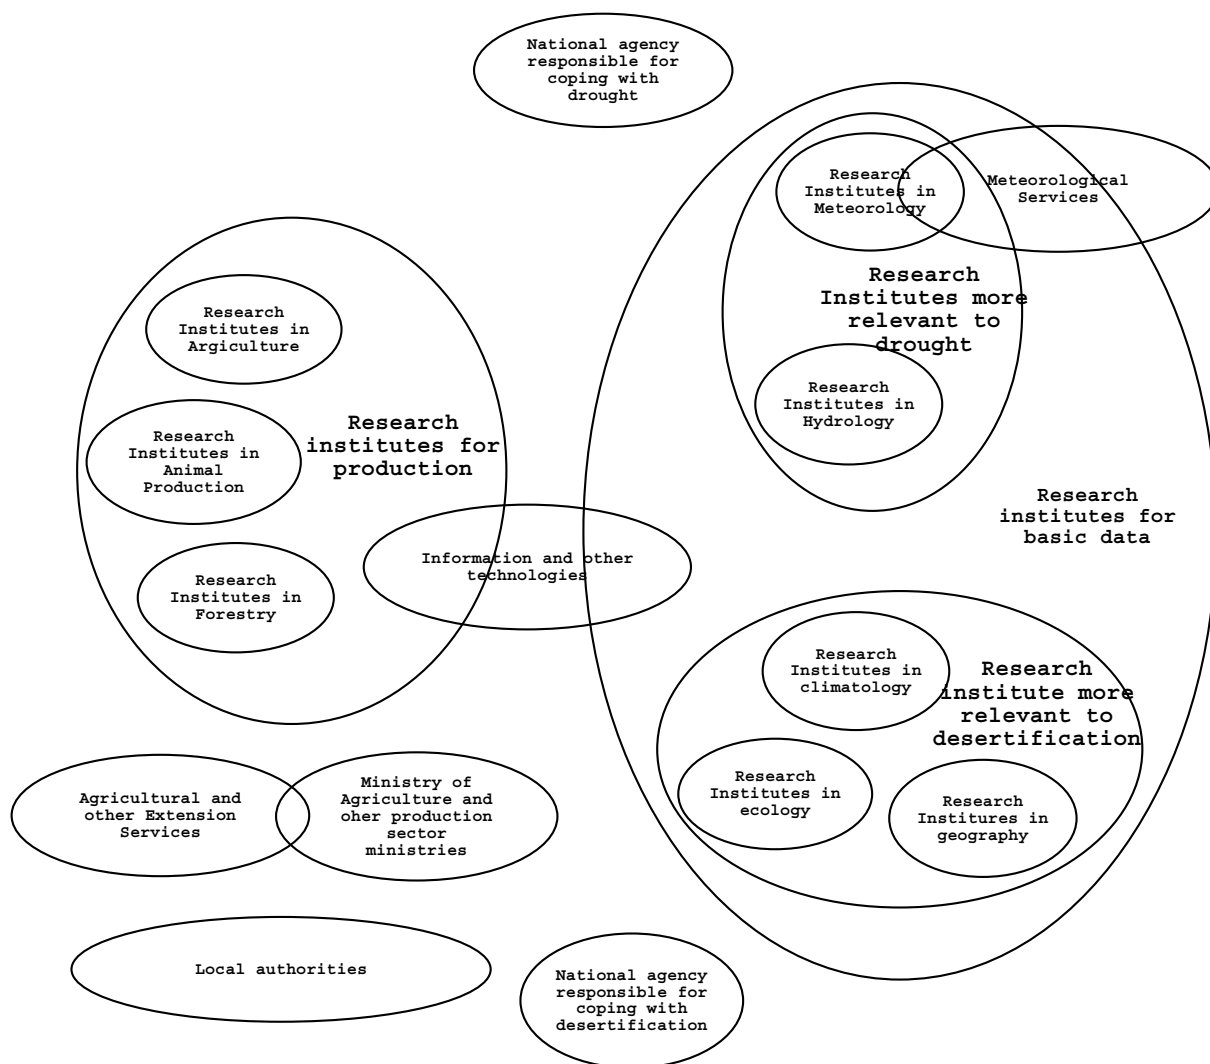 National agency
responsible for
coping with
drought
Research
Institutes in
Meteorology
Meteorological
Services
Research
Institutes more
relevant to
drought
Research
Institutes in
Hydrology
Research
Institutes in
Argiculture
Research
Institutes in
Animal
Production
Research
institutes for
production
Research
Institutes in
Forestry
Information and other
technologies
Research
institutes for
basic data
Research
Institutes in
climatology
Research
institute more
relevant to
desertification
Research
Institutes in
ecology
Research
Institures in
geography
Agricultural and
other Extension
Services
Ministry of
Agriculture and
oher production
sector
ministries
Local authorities
National agency
responsible for
coping with
desertification